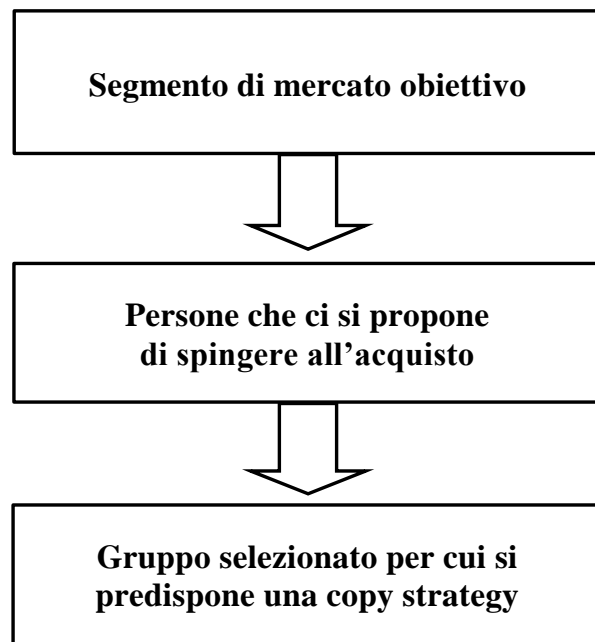 Segmento di mercato obiettivo
Persone che ci si propone
di spingere all’acquisto
Gruppo selezionato per cui si
predispone una copy strategy